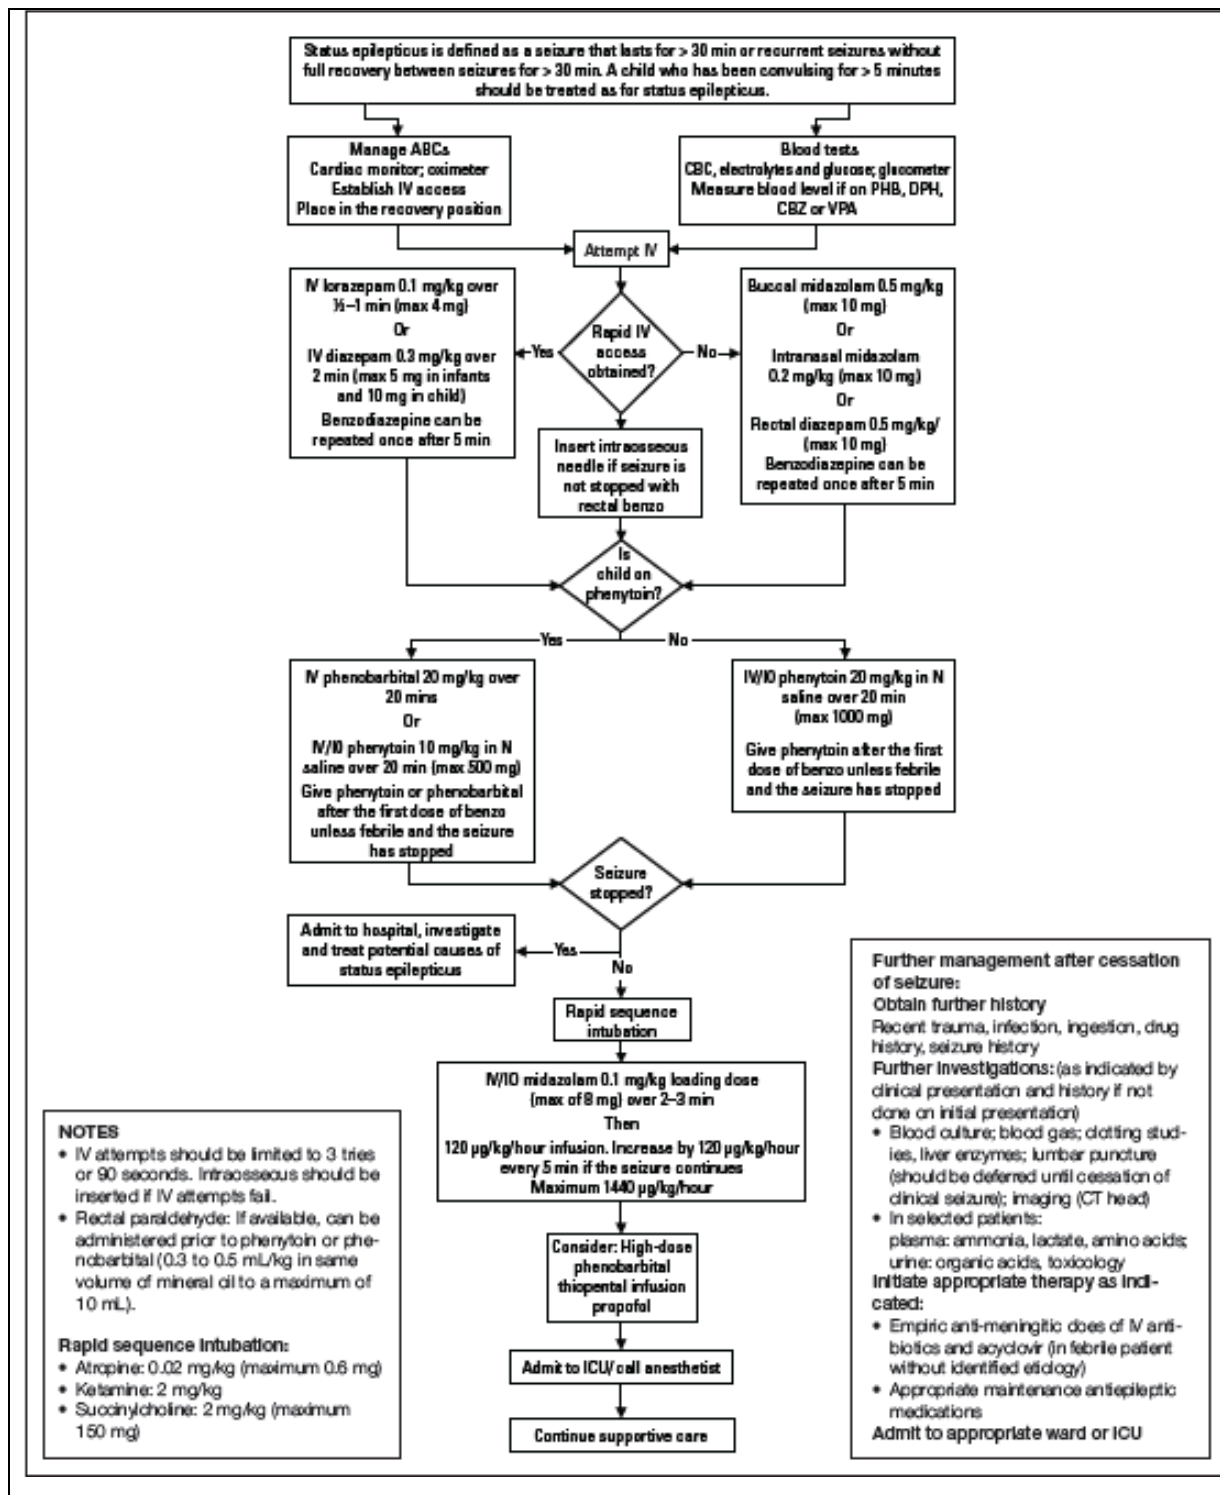 Status epilepticus is defined as a seizure that lasts for > 30 min or recurrent seizures without
full recovery between seizures for > 30 min. A child who has been convulsing for > 5 minutes
should be treated as for status epilepticus.
Manage ABCs
Cardiac monitor; oximeter
Establish IV access
Place in the recovery position
Blood tests
CBC, electrolytes and glucose; glucometer
Measure blood level if on PHB, DPH,
CBZ or VPA
Attempt IV
IV lorazepam 0.1 mg/kg over
½–1 min (max 4 mg)
Or
IV diazepam 0.3 mg/kg over
2 min (max 5 mg in infants
and 10 mg in child)
Benzodiazepine can be
repeated once after 5 min
Yes
Rapid IV
access
obtained?
No
Buccal midazolam 0.5 mg/kg
(max 10 mg)
Or
Intranasal midazolam
0.2 mg/kg (max 10 mg)
Or
Rectal diazepam 0.5 mg/kg/
(max 10 mg)
Benzodiazepine can be
repeated once after 5 min
Insert intraosseous
needle if seizure is
not stopped with
rectal benzo
Is
child on
phenytoin?
Yes
No
IV phenobarbital 20 mg/kg over
20 mins
Or
IV/IO phenytoin 10 mg/kg in N
saline over 20 min (max 500 mg)
Give phenytoin or phenobarbital
after the first dose of benzo
unless febrile and the seizure
has stopped
IV/IO phenytoin 20 mg/kg in N
saline over 20 min
(max 1000 mg)
Give phenytoin after the first
dose of benzo unless febrile
and the seizure has stopped
Seizure
stopped?
Admit to hospital, investigate
and treat potential causes of
status epilepticus
Yes
No
Rapid sequence
intubation
IV/IO midazolam 0.1 mg/kg loading dose
(max of 8 mg) over 2–3 min
Then
120 µg/kg/hour infusion. Increase by 120 µg/kg/hour
every 5 min if the seizure continues
Maximum 1440 µg/kg/hour
Consider: High-dose
phenobarbital
thiopental infusion
propofol
Admit to ICU/call anesthetist
Continue supportive care
NOTES
• IV attempts should be limited to 3 tries
or 90 seconds. Intraosseous should be
inserted if IV attempts fail.
• Rectal paraldehyde: If available, can be
administered prior to phenytoin or phe-
nobarbital (0.3 to 0.5 mL/kg in same
volume of mineral oil to a maximum of
10 mL).
Rapid sequence intubation:
• Atropine: 0.02 mg/kg (maximum 0.6 mg)
• Ketamine: 2 mg/kg
• Succinylcholine: 2 mg/kg (maximum
150 mg)
Further management after cessation
of seizure:
Obtain further history
Recent trauma, infection, ingestion, drug
history, seizure history
Further investigations: (as indicated by
clinical presentation and history if not
done on initial presentation)
• Blood culture; blood gas; clotting stud-
ies, liver enzymes; lumbar puncture
(should be deferred until cessation of
clinical seizure); imaging (CT head)
• In selected patients:
plasma: ammonia, lactate, amino acids;
urine: organic acids, toxicology
Initiate appropriate therapy as indi-
cated:
• Empiric anti-meningitic does of IV anti-
biotics and acyclovir (in febrile patient
without identified etiology)
• Appropriate maintenance antiepileptic
medications
Admit to appropriate ward or ICU